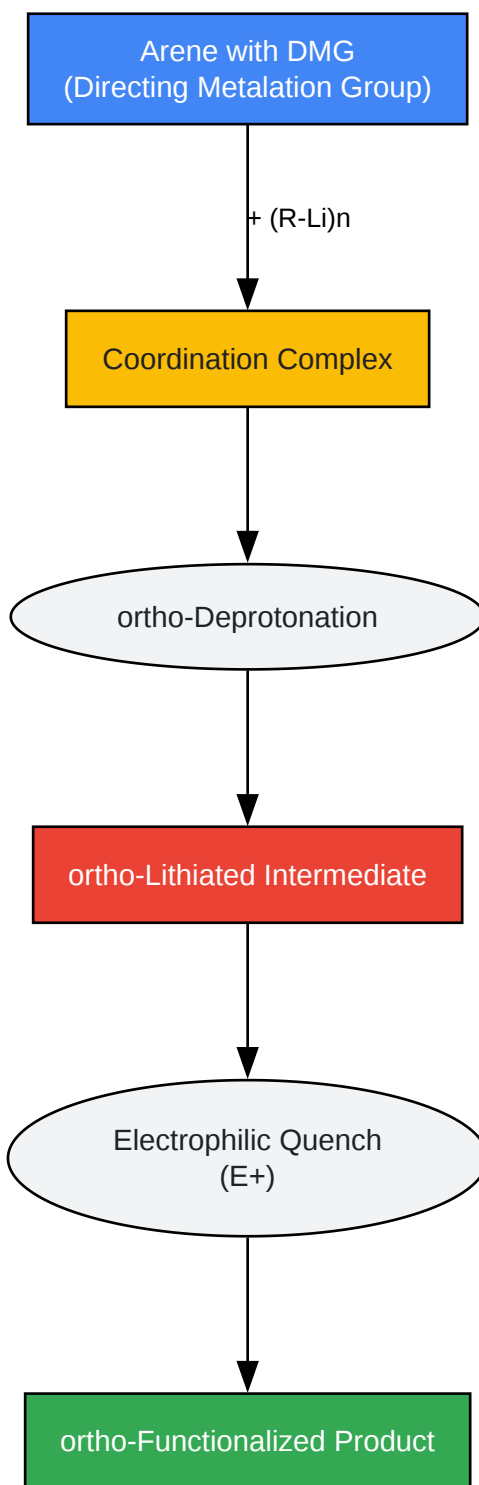 Arene with DMG
(Directing Metalation Group)
+ (R-Li)n
Coordination Complex
ortho-Deprotonation
ortho-Lithiated Intermediate
Electrophilic Quench
(E+)
ortho-Functionalized Product